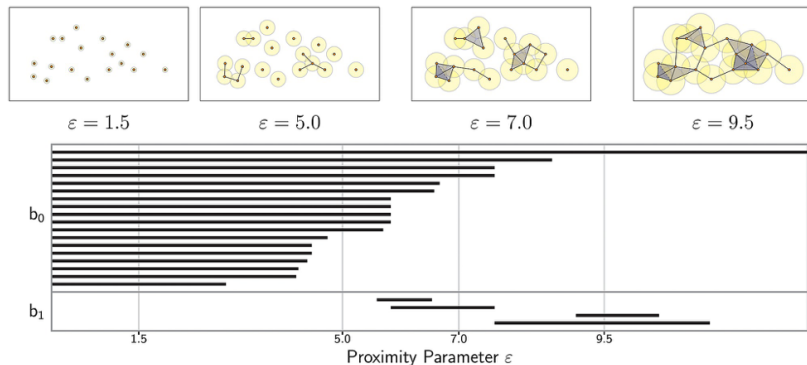 ε = 1.5 ε = 5.0 ε = 7.0 ε = 9.5
b₀
b₁
1.5 5.0 7.0 9.5
Proximity Parameter ε